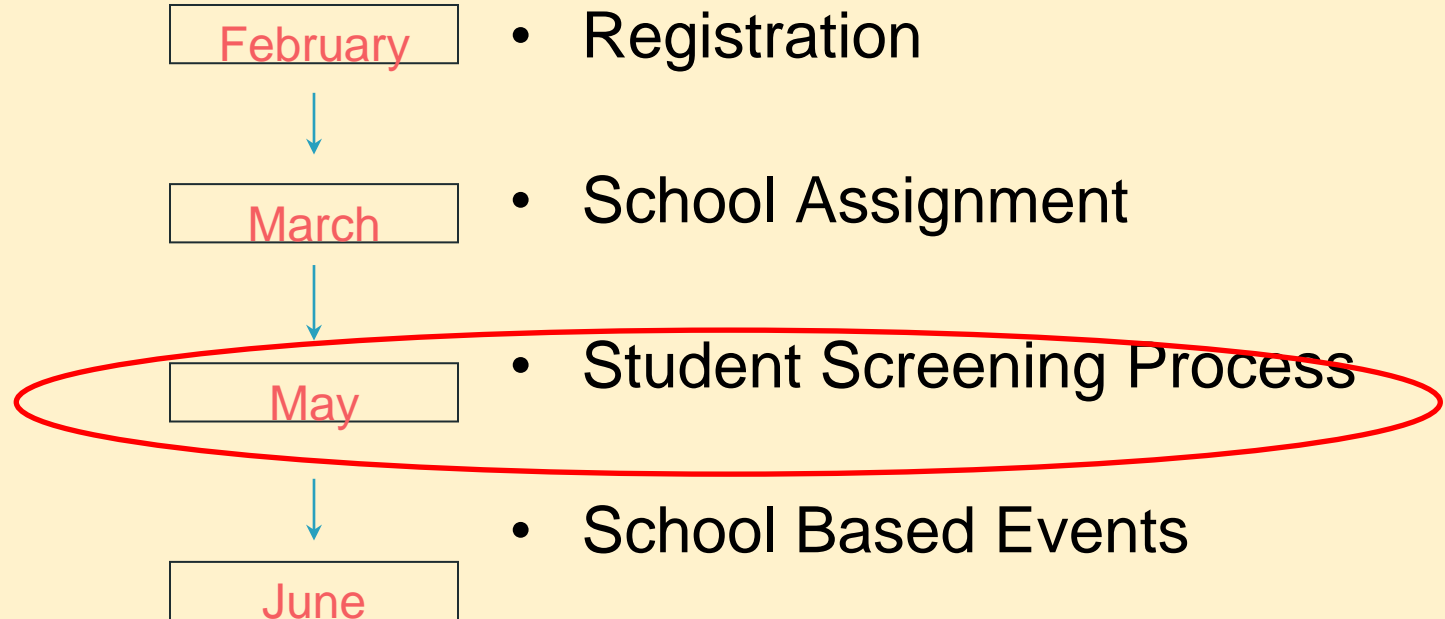 February
• Registration
March
• School Assignment
May
• Student Screening Process
June
• School Based Events